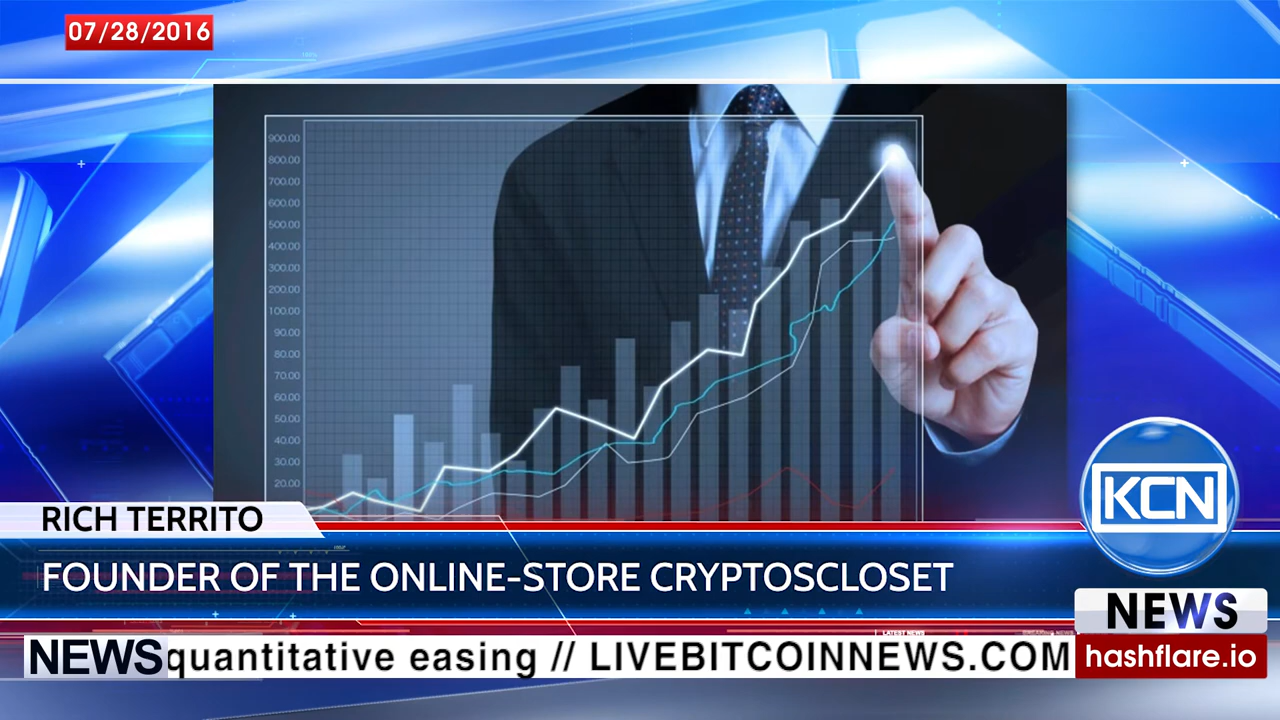 07/28/2016
900.00
800.00
700.00
600.00
500.00
400.00
300.00
200.00
100.00
90.00
80.00
70.00
60.00
50.00
40.00
30.00
20.00
RICH TERRITO
FOUNDER OF THE ONLINE-STORE CRYPTOSCLOSET
KCN
NEWS
LATEST NEWS
NEWS quantitative easing // LIVEBITCOINNEWS.COM
hashflare.io